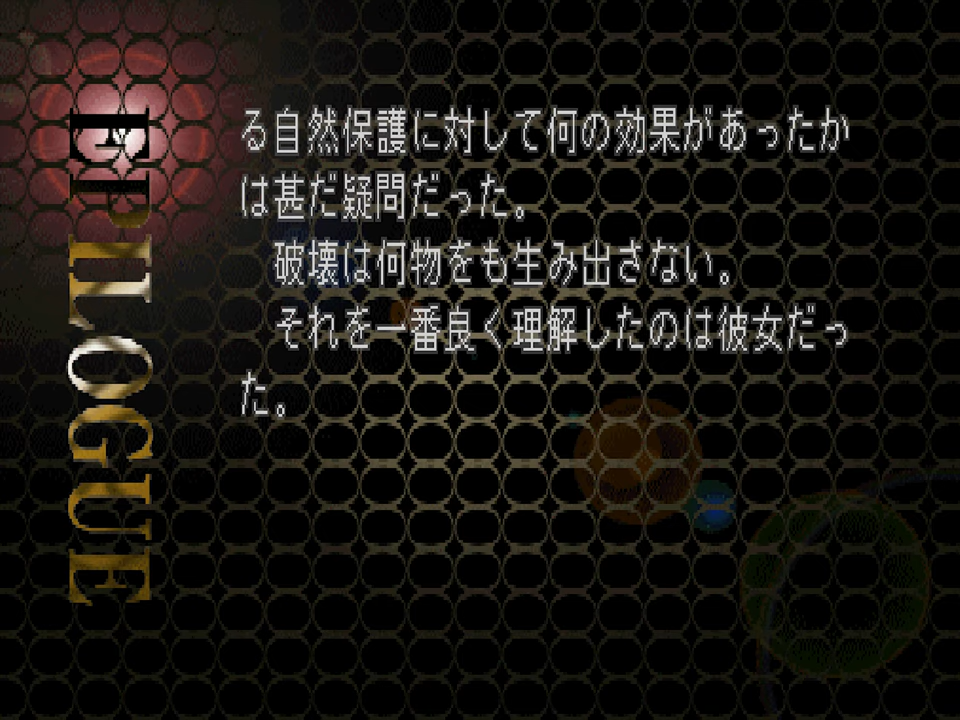 EPILOGUE
る自然保護に対して何の効果があったか
は甚だ疑問だった。
　破壊は何物をも生み出さない。
　それを一番良く理解したのは彼女だっ
た。